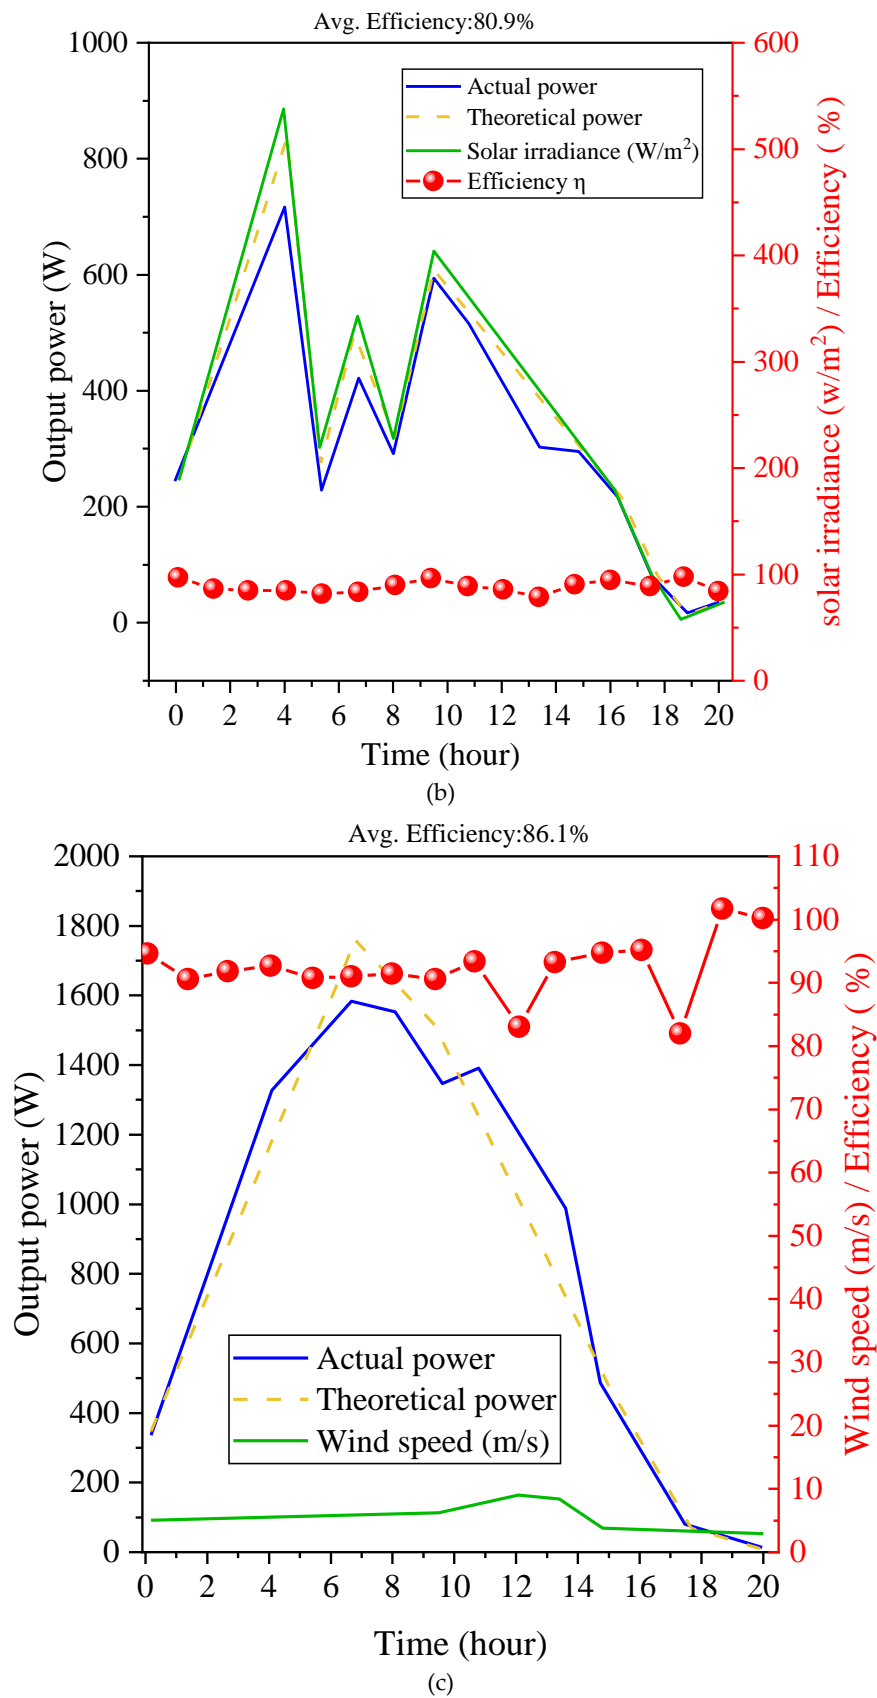 Avg. Efficiency:80.9%
1000
800
600
400
200
0
Output power (W)
Actual power
Theoretical power
Solar irradiance (W/m²)
Efficiency η
600
500
400
300
200
100
0
solar irradiance (w/m²) / Efficiency ( %)
0 2 4 6 8 10 12 14 16 18 20
Time (hour)
(b)
Avg. Efficiency:86.1%
2000
1800
1600
1400
1200
1000
800
600
400
200
0
Output power (W)
Actual power
Theoretical power
Wind speed (m/s)
110
100
90
80
70
60
50
40
30
20
10
0
Wind speed (m/s) / Efficiency ( %)
0 2 4 6 8 10 12 14 16 18 20
Time (hour)
(c)